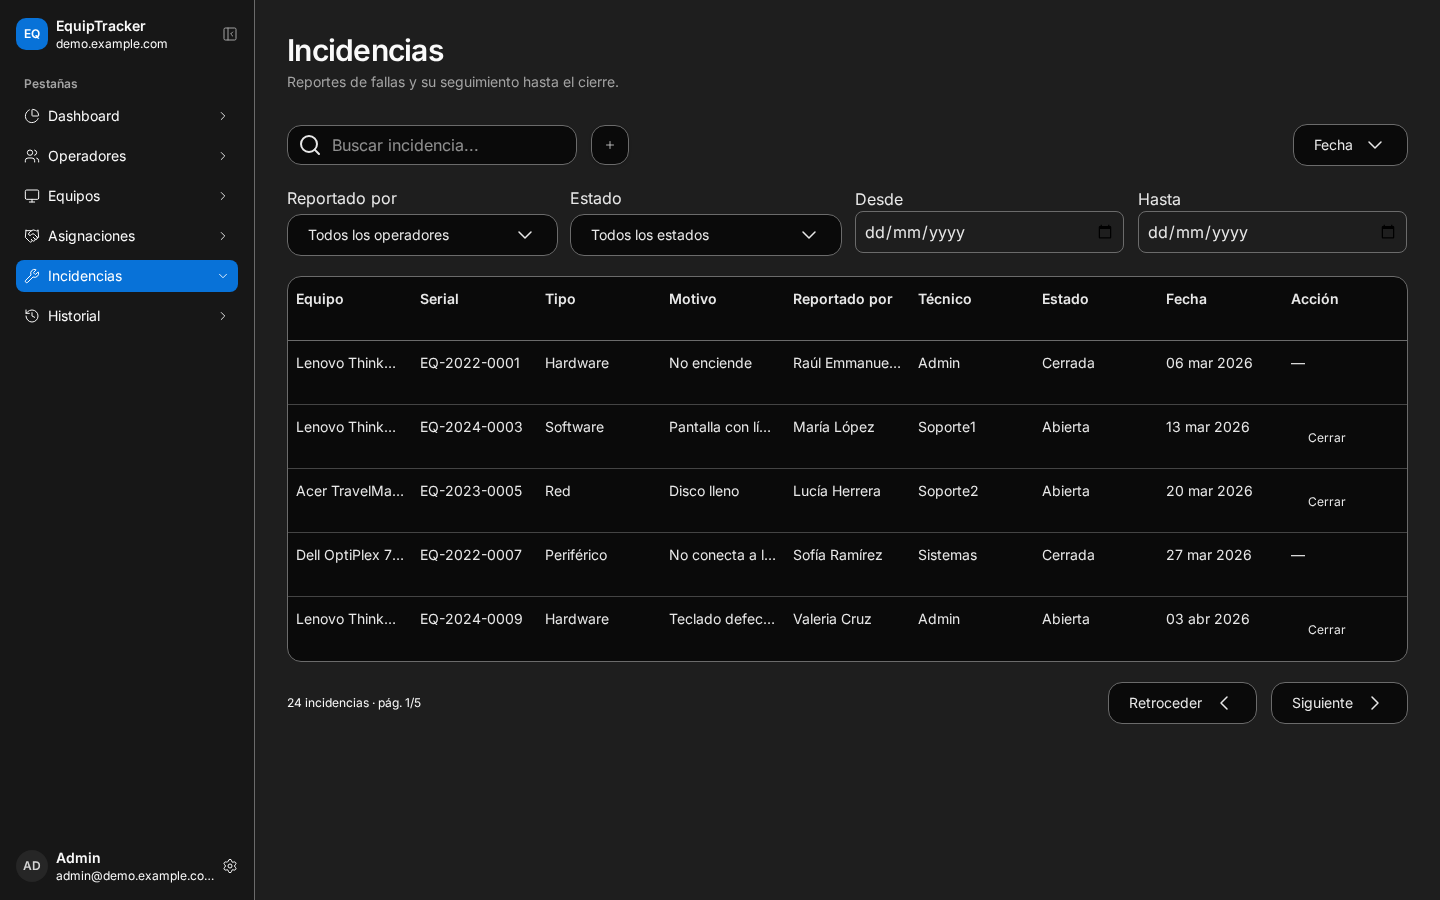 EQ
EquipTracker
demo.example.com
Pestañas
Dashboard
Operadores
Equipos
Asignaciones
Incidencias
Historial
AD
Admin
admin@demo.example.co...
Incidencias
Reportes de fallas y su seguimiento hasta el cierre.
Buscar incidencia...
+
Fecha
Reportado por Estado Desde Hasta
Todos los operadores Todos los estados dd/mm/yyyy dd/mm/yyyy
Equipo Serial Tipo Motivo Reportado por Técnico Estado Fecha Acción
Lenovo Think... EQ-2022-0001 Hardware No enciende Raúl Emmanue... Admin Cerrada 06 mar 2026 —
Lenovo Think... EQ-2024-0003 Software Pantalla con lí... María López Soporte1 Abierta 13 mar 2026 Cerrar
Acer TravelMa... EQ-2023-0005 Red Disco lleno Lucía Herrera Soporte2 Abierta 20 mar 2026 Cerrar
Dell OptiPlex 7... EQ-2022-0007 Periférico No conecta a l... Sofía Ramírez Sistemas Cerrada 27 mar 2026 —
Lenovo Think... EQ-2024-0009 Hardware Teclado defec... Valeria Cruz Admin Abierta 03 abr 2026 Cerrar
24 incidencias · pág. 1/5
Retroceder
Siguiente